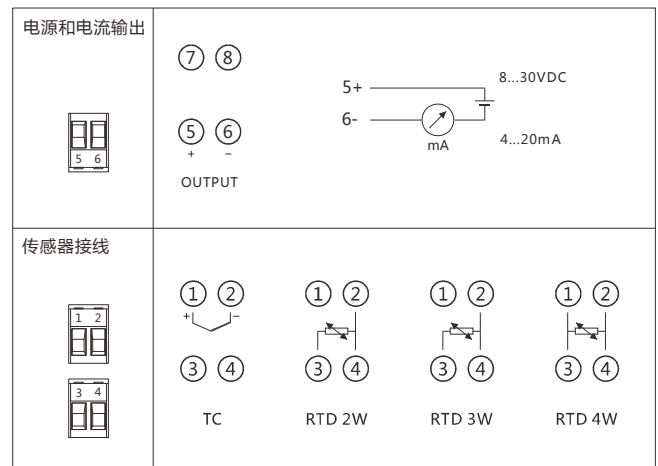 电源和电流输出
⑦ ⑧
5 6
⑤ ⑥
+ −
OUTPUT
5+
6-
mA
8...30VDC
4...20mA
传感器接线
1 2
3 4
① ②
+ −
③ ④
TC
① ②
③ ④
RTD 2W
① ②
③ ④
RTD 3W
① ②
③ ④
RTD 4W